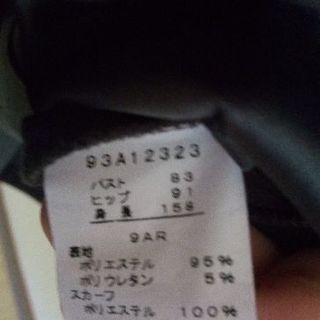 93A12323
バスト 83
ヒップ 91
身長 158
9AR
表地
ポリエステル 95%
ポリウレタン 5%
スカーフ
ポリエステル 100%